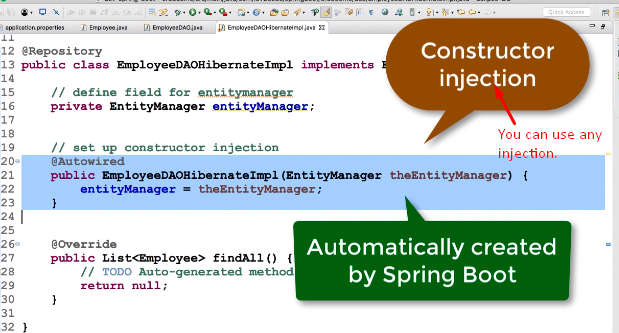 Quick Access
application.properties
Employee.java
EmployeeDAO.java
EmployeeDAOHibernateImpl.java
11
12 @Repository
13 public class EmployeeDAOHibernateImpl implements E
14
15 // define field for entitymanager
16 private EntityManager entityManager;
17
18
19 // set up constructor injection
20 @Autowired
21 public EmployeeDAOHibernateImpl(EntityManager theEntityManager) {
22 entityManager = theEntityManager;
23 }
24
25
26 @Override
27 public List<Employee> findAll() {
28 // TODO Auto-generated method
29 return null;
30 }
31
32 }
Constructor
injection
You can use any
injection.
Automatically created
by Spring Boot